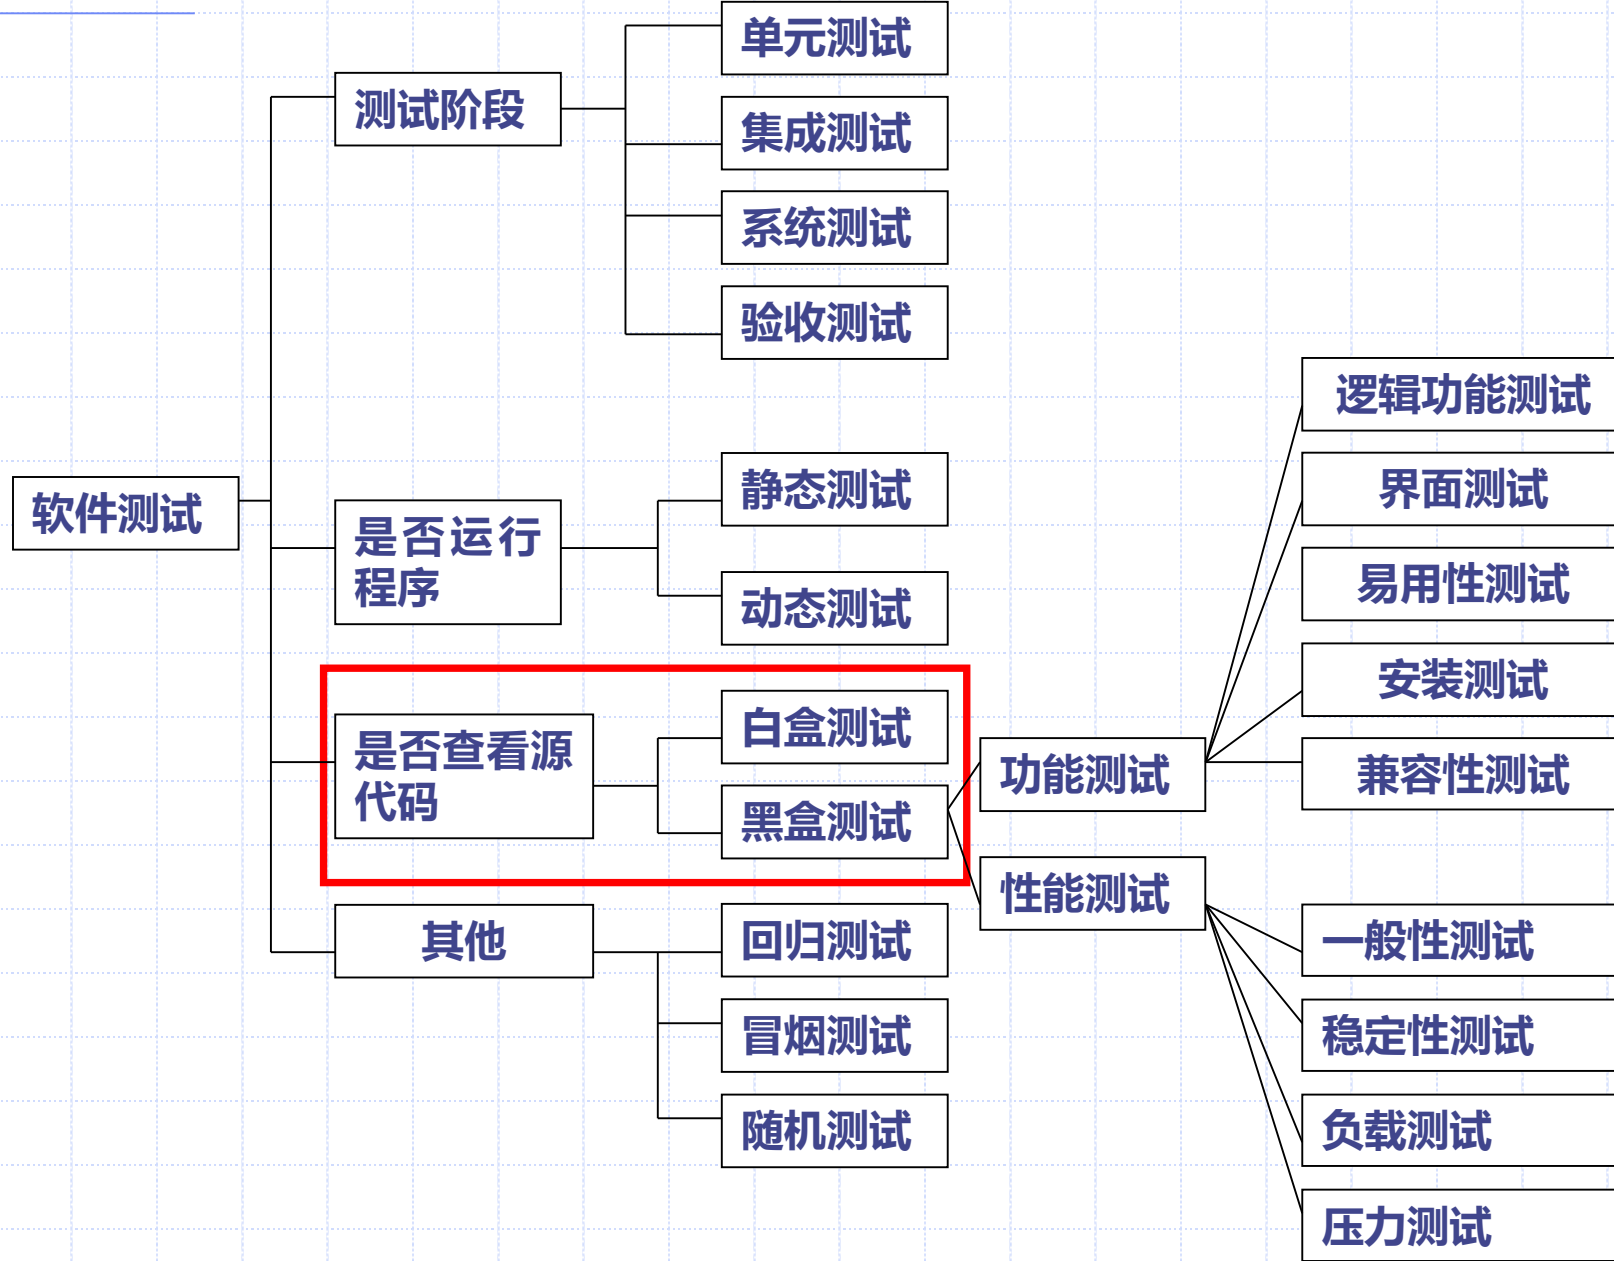 软件测试
测试阶段
单元测试
集成测试
系统测试
验收测试
是否运行
程序
静态测试
动态测试
是否查看源
代码
白盒测试
黑盒测试
功能测试
逻辑功能测试
界面测试
易用性测试
安装测试
兼容性测试
性能测试
一般性测试
稳定性测试
负载测试
压力测试
其他
回归测试
冒烟测试
随机测试